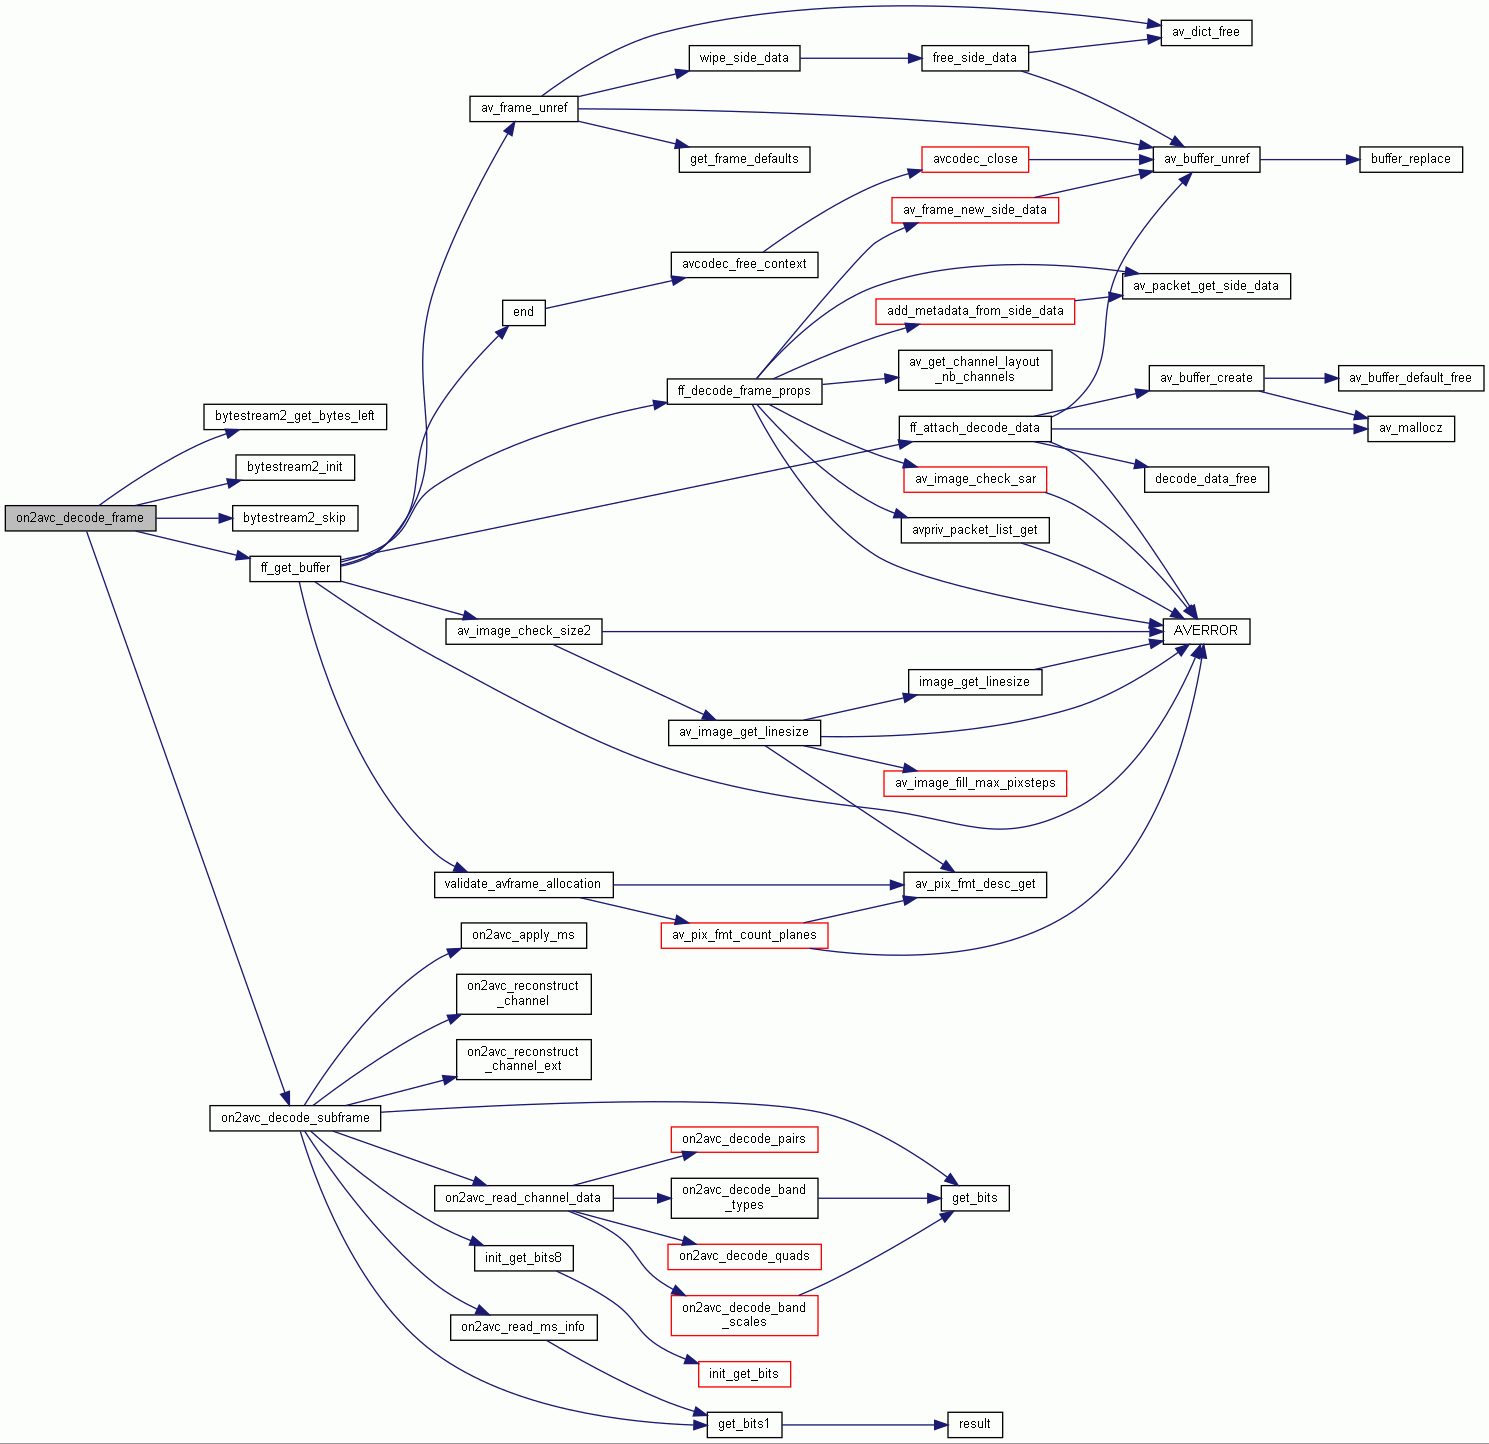 av_dict_free
wipe_side_data
free_side_data
av_frame_unref
get_frame_defaults
avcodec_close
av_buffer_unref
buffer_replace
av_frame_new_side_data
avcodec_free_context
av_packet_get_side_data
end
add_metadata_from_side_data
av_get_channel_layout
_nb_channels
ff_decode_frame_props
av_buffer_create
av_buffer_default_free
bytestream2_get_bytes_left
ff_attach_decode_data
av_mallocz
bytestream2_init
av_image_check_sar
decode_data_free
on2avc_decode_frame
bytestream2_skip
avpriv_packet_list_get
ff_get_buffer
av_image_check_size2
AVERROR
image_get_linesize
av_image_get_linesize
av_image_fill_max_pixsteps
validate_avframe_allocation
av_pix_fmt_desc_get
on2avc_apply_ms
av_pix_fmt_count_planes
on2avc_reconstruct
_channel
on2avc_reconstruct
_channel_ext
on2avc_decode_subframe
on2avc_decode_pairs
on2avc_read_channel_data
on2avc_decode_band
_types
get_bits
init_get_bits8
on2avc_decode_quads
on2avc_decode_band
_scales
on2avc_read_ms_info
init_get_bits
get_bits1
result